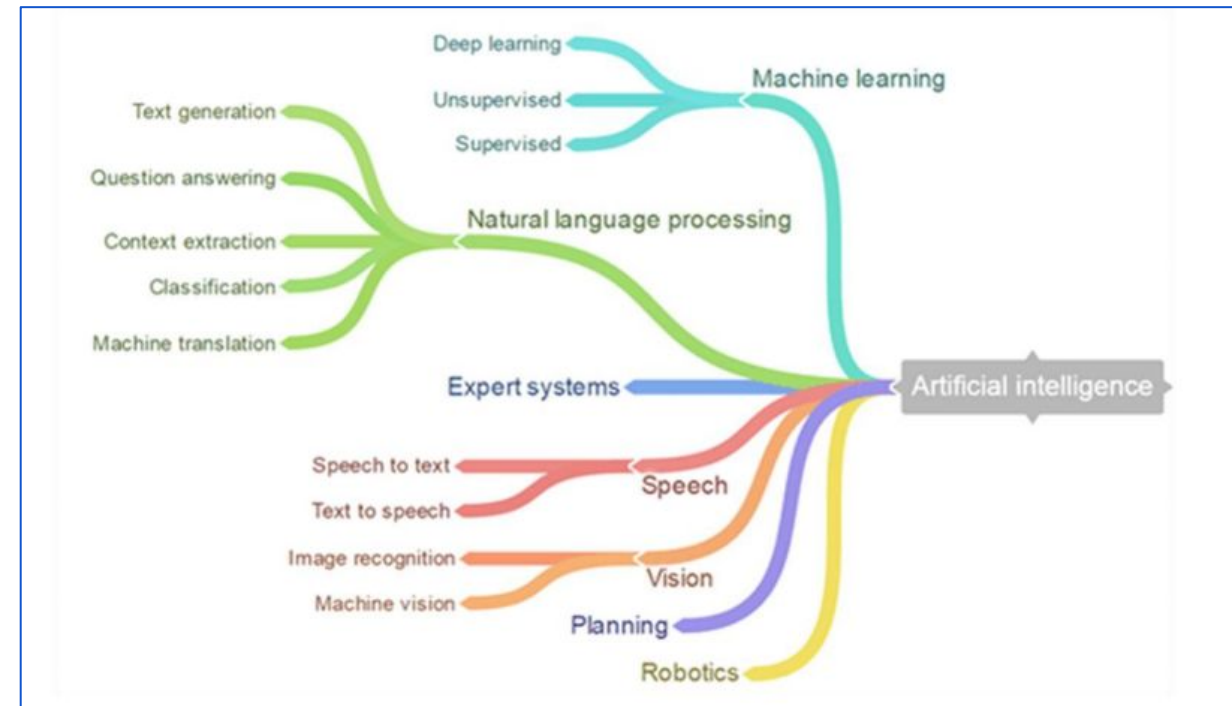 Deep learning
Machine learning
Unsupervised
Supervised
Text generation
Question answering
Natural language processing
Context extraction
Classification
Machine translation
Expert systems
Artificial intelligence
Speech to text
Speech
Text to speech
Image recognition
Vision
Machine vision
Planning
Robotics